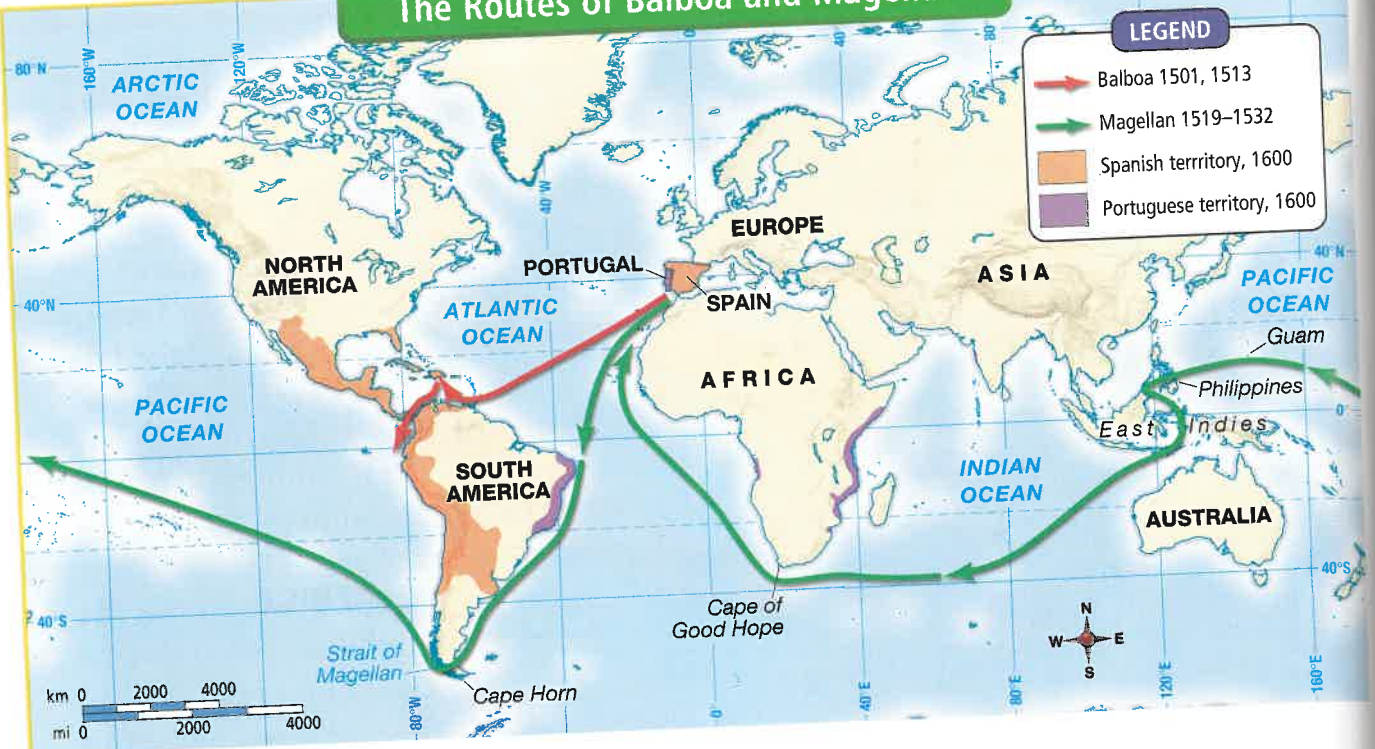 The Routes of Balboa and
LEGEND
Balboa 1501, 1513
Magellan 1519–1532
Spanish terrritory, 1600
Portuguese territory, 1600
80°N
160°W
120°W
40°W
0°
40°
80°
ARCTIC
OCEAN
NORTH
AMERICA
40°N
ATLANTIC
OCEAN
PORTUGAL
SPAIN
EUROPE
ASIA
40°N
PACIFIC
OCEAN
Guam
Philippines
0°
East Indies
AFRICA
PACIFIC
OCEAN
SOUTH
AMERICA
INDIAN
OCEAN
AUSTRALIA
40°S
40°S
Cape of
Good Hope
Strait of
Magellan
Cape Horn
N
W E
S
km 0 2000 4000
mi 0 2000 4000
80°W
0°
40°E
80°E
120°E
160°E